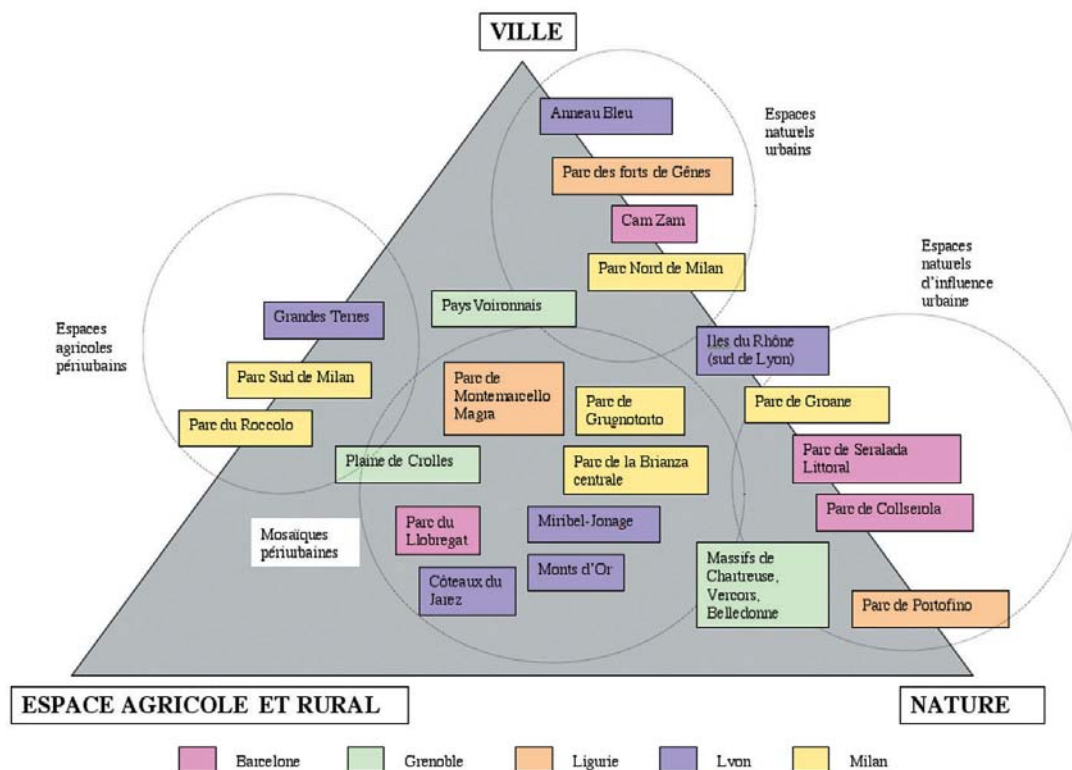 VILLE
Anneau Bleu
Espaces
naturels
urbains
Parc des forts de Gênes
Cam Zam
Parc Nord de Milan
Espaces
naturels
d'influence
urbaine
Pays Voironnais
Grandes Terres
Espaces
agricoles
périurbains
Iles du Rhône
(sud de Lyon)
Parc Sud de Milan
Parc de
Montemarcello
Magra
Parc de
Grugnotorto
Parc de Groane
Parc du Roccolo
Plaine de Crolles
Parc de la Brianza
centrale
Parc de Seralada
Littoral
Parc de Collserola
Mosaïques
périurbaines
Parc du
Llobregat
Miribel-Jonage
Monts d'Or
Côteaux du
Jarez
Massifs de
Chartreuse,
Vercors,
Belledonne
Parc de Portofino
ESPACE AGRICOLE ET RURAL
NATURE
Barcelone
Grenoble
Ligurie
Lyon
Milan